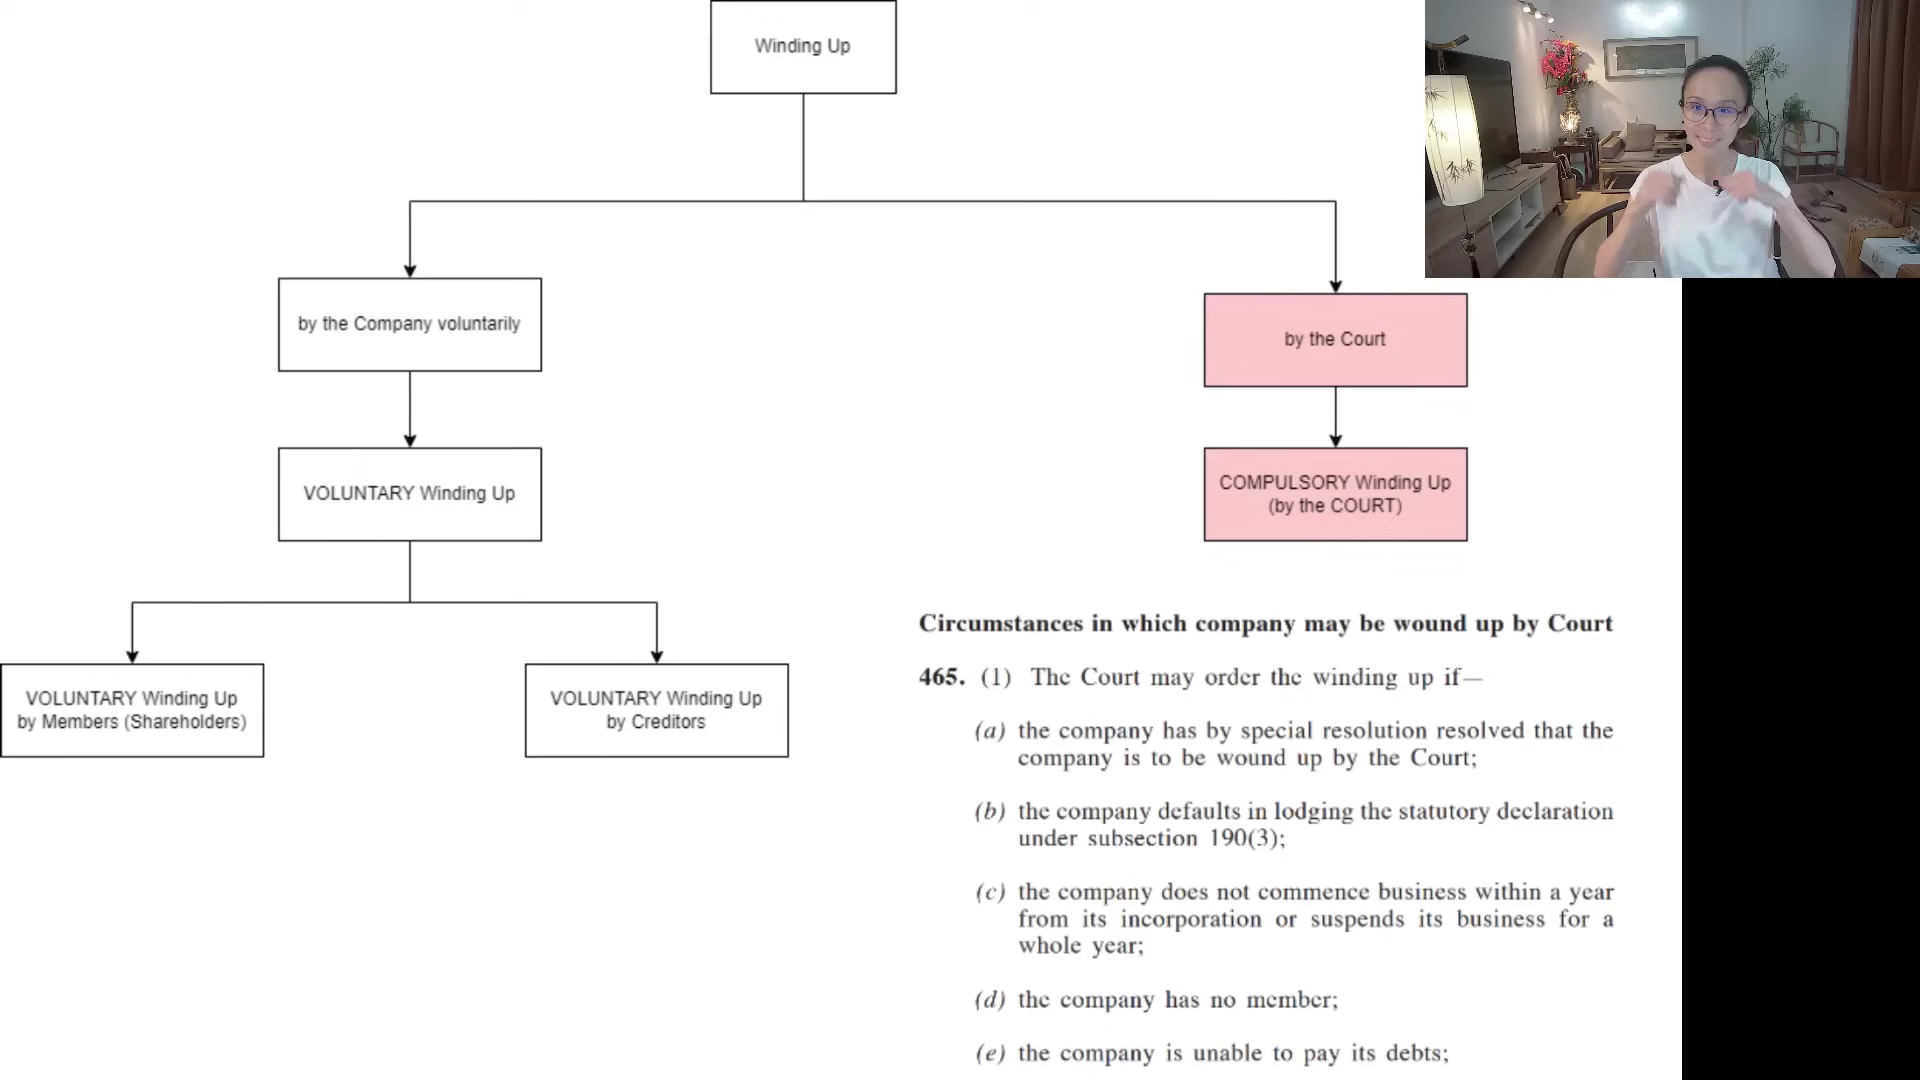 Winding Up
by the Company voluntarily
by the Court
VOLUNTARY Winding Up
COMPULSORY Winding Up
(by the COURT)
VOLUNTARY Winding Up
by Members (Shareholders)
VOLUNTARY Winding Up
by Creditors
Circumstances in which company may be wound up by Court
465. (1) The Court may order the winding up if—
(a) the company has by special resolution resolved that the
company is to be wound up by the Court;
(b) the company defaults in lodging the statutory declaration
under subsection 190(3);
(c) the company does not commence business within a year
from its incorporation or suspends its business for a
whole year;
(d) the company has no member;
(e) the company is unable to pay its debts;